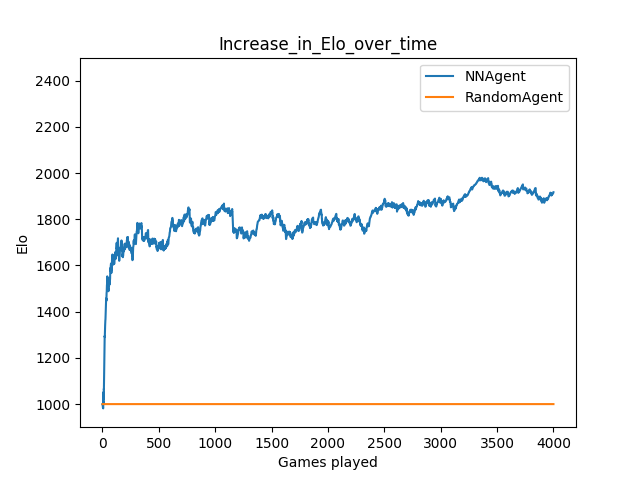 Increase_in_Elo_over_time
NNAgent
RandomAgent
2400
2200
2000
1800
1600
1400
1200
1000
Elo
0 500 1000 1500 2000 2500 3000 3500 4000
Games played